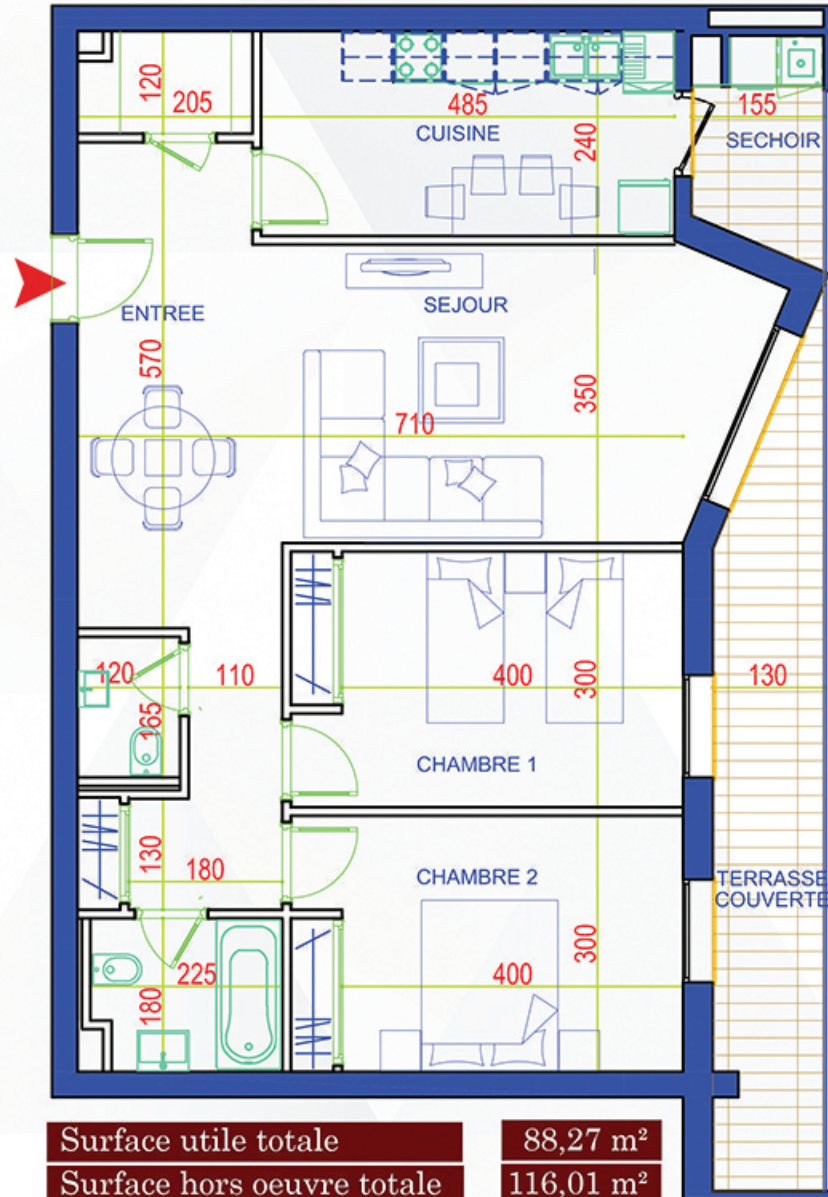 120
205
485
CUISINE
240
155
SECHOIR
ENTREE
SEJOUR
570
350
710
120
110
400
300
130
165
CHAMBRE 1
130
180
CHAMBRE 2
TERRASSE
COUVERTE
300
225
400
180
Surface utile totale 88,27 m²
Surface hors oeuvre totale 116,01 m²